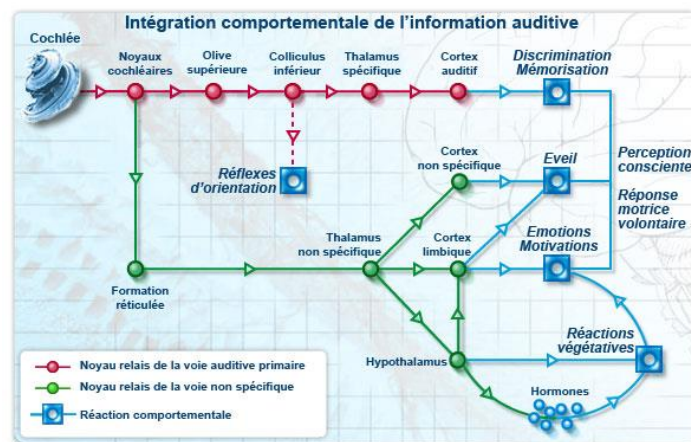 Intégration comportementale de l'information auditive
Cochlée
Noyaux
cochléaires
Olive
supérieure
Colliculus
inférieur
Thalamus
spécifique
Cortex
auditif
Discrimination
Mémorisation
Réflexes
d'orientation
Cortex
non spécifique
Eveil
Perception
consciente
Réponse
motrice
volontaire
Thalamus
non spécifique
Cortex
limbique
Emotions
Motivations
Formation
réticulée
Hypothalamus
Réactions
végétatives
Hormones
Noyau relais de la voie auditive primaire
Noyau relais de la voie non spécifique
Réaction comportementale